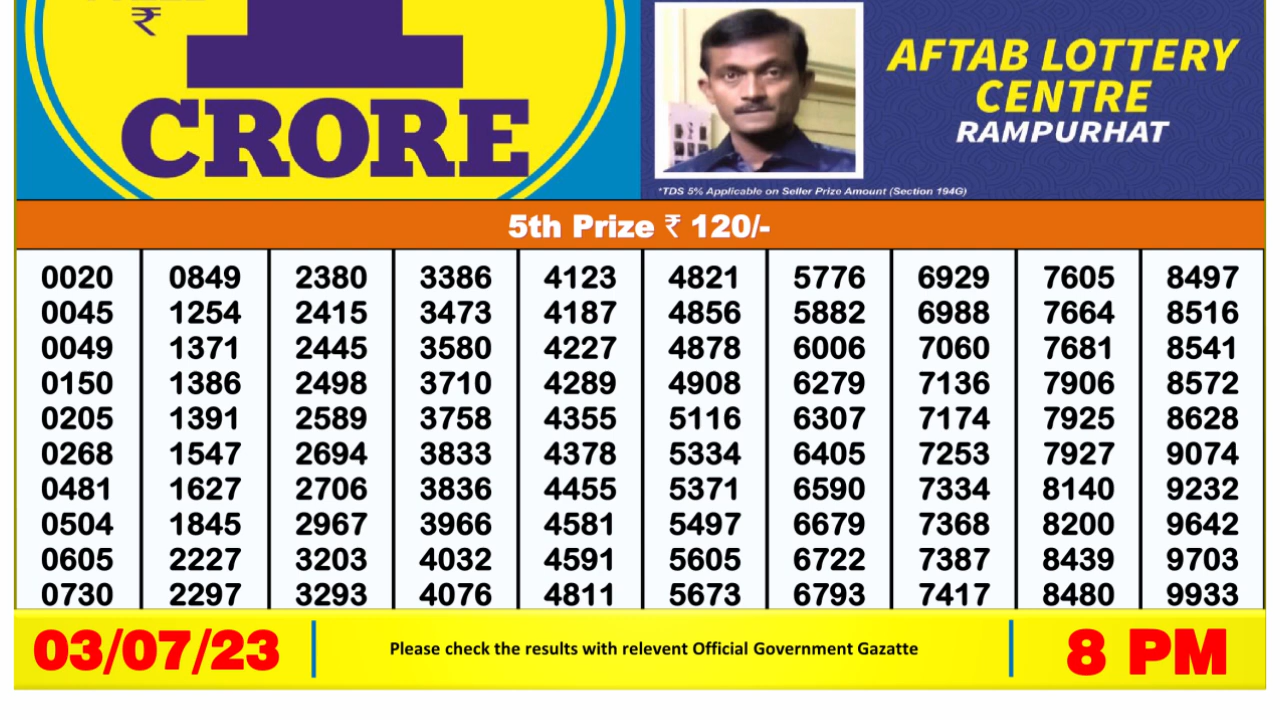 ₹
1
CRORE
AFTAB LOTTERY
CENTRE
RAMPURHAT
*TDS 5% Applicable on Seller Prize Amount (Section 194G)
5th Prize ₹ 120/-
0020 0849 2380 3386 4123 4821 5776 6929 7605 8497
0045 1254 2415 3473 4187 4856 5882 6988 7664 8516
0049 1371 2445 3580 4227 4878 6006 7060 7681 8541
0150 1386 2498 3710 4289 4908 6279 7136 7906 8572
0205 1391 2589 3758 4355 5116 6307 7174 7925 8628
0268 1547 2694 3833 4378 5334 6405 7253 7927 9074
0481 1627 2706 3836 4455 5371 6590 7334 8140 9232
0504 1845 2967 3966 4581 5497 6679 7368 8200 9642
0605 2227 3203 4032 4591 5605 6722 7387 8439 9703
0730 2297 3293 4076 4811 5673 6793 7417 8480 9933
03/07/23
Please check the results with relevent Official Government Gazatte
8 PM